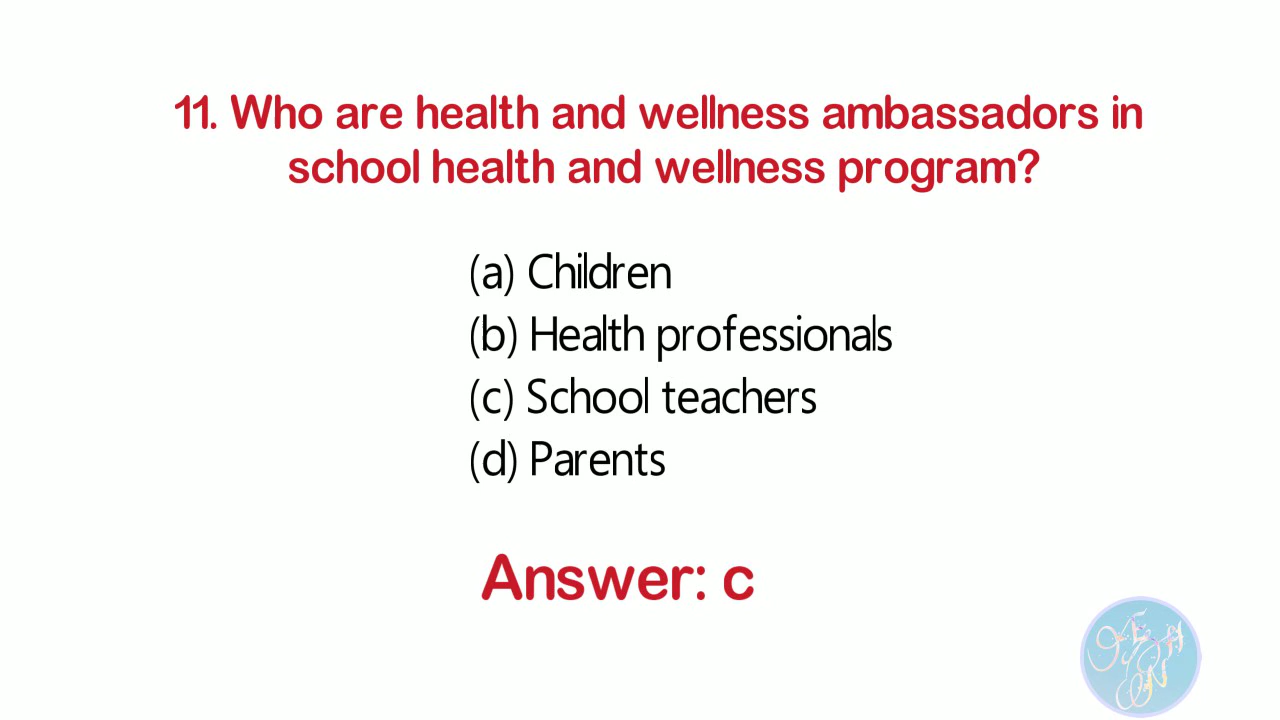 11. Who are health and wellness ambassadors in
school health and wellness program?
(a) Children
(b) Health professionals
(c) School teachers
(d) Parents
Answer: c